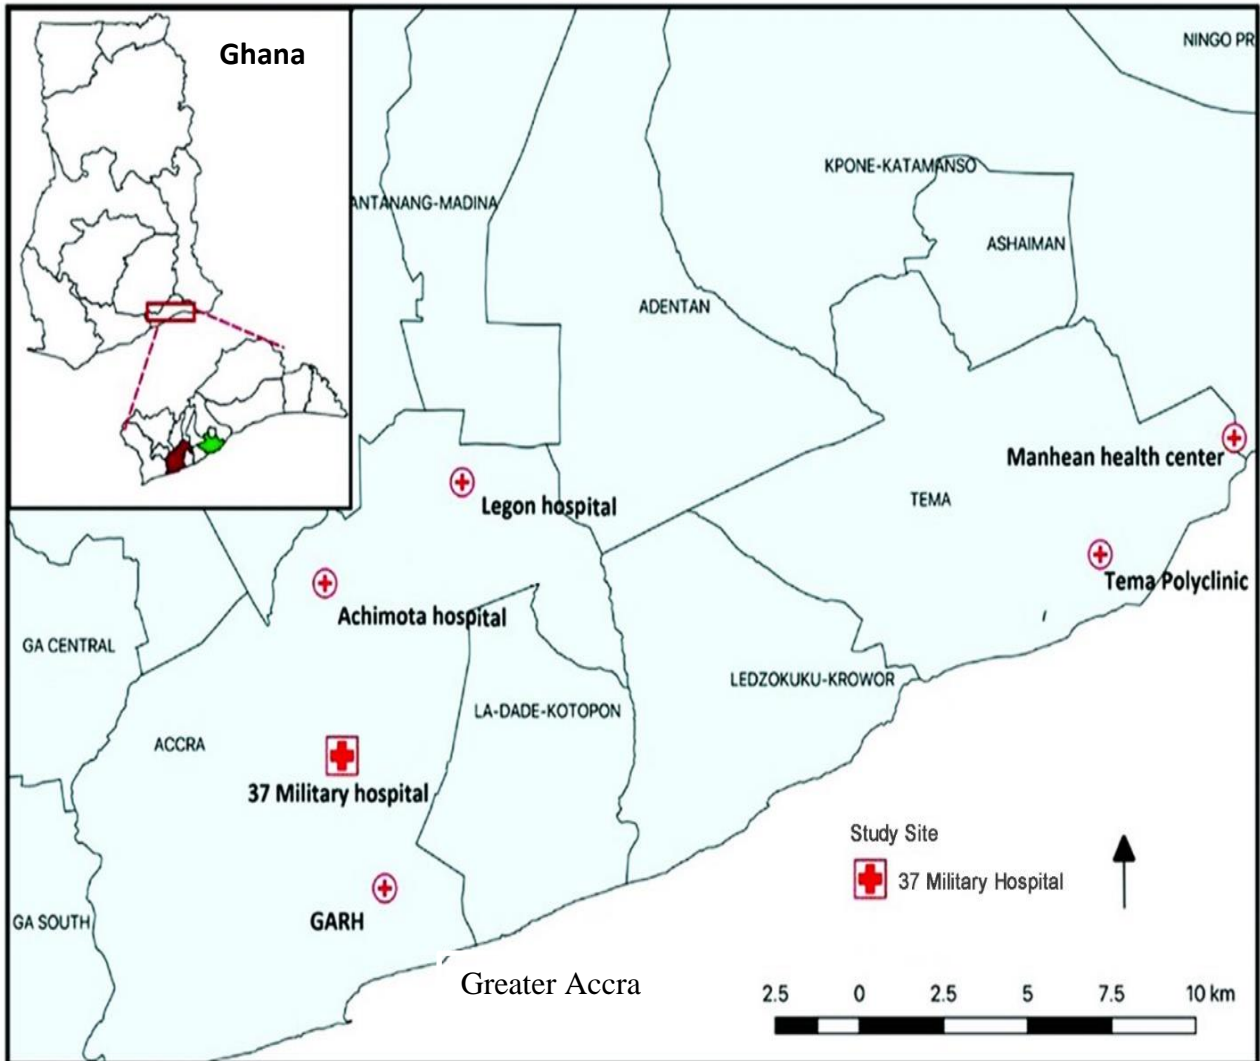 Ghana
NINGO PR
KPONE-KATAMANSO
ANTANANG-MADINA
ASHAIMAN
ADENTAN
Manhean health center
Legon hospital
TEMA
Tema Polyclinic
Achimota hospital
GA CENTRAL
LEDZOKUKU-KROWOR
LA-DADE-KOTOPON
ACCRA
37 Military hospital
Study Site
37 Military Hospital
GA SOUTH
GARH
Greater Accra
2.5 0 2.5 5 7.5 10 km